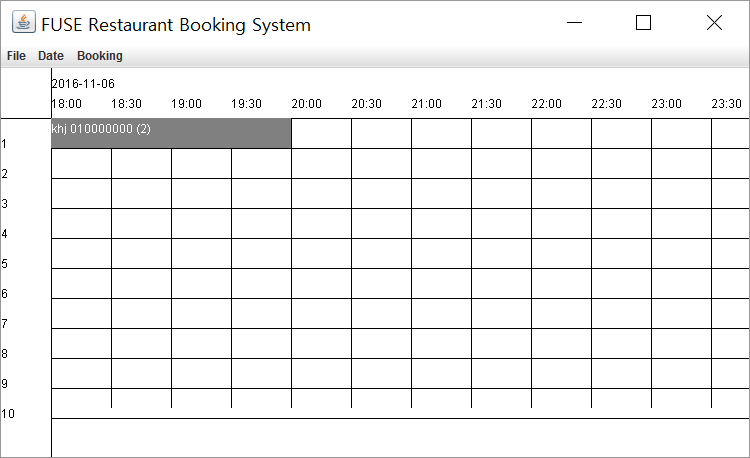 FUSE Restaurant Booking System
File Date Booking
2016-11-06
18:00 18:30 19:00 19:30 20:00 20:30 21:00 21:30 22:00 22:30 23:00 23:30
khj 010000000 (2)
1
2
3
4
5
6
7
8
9
10